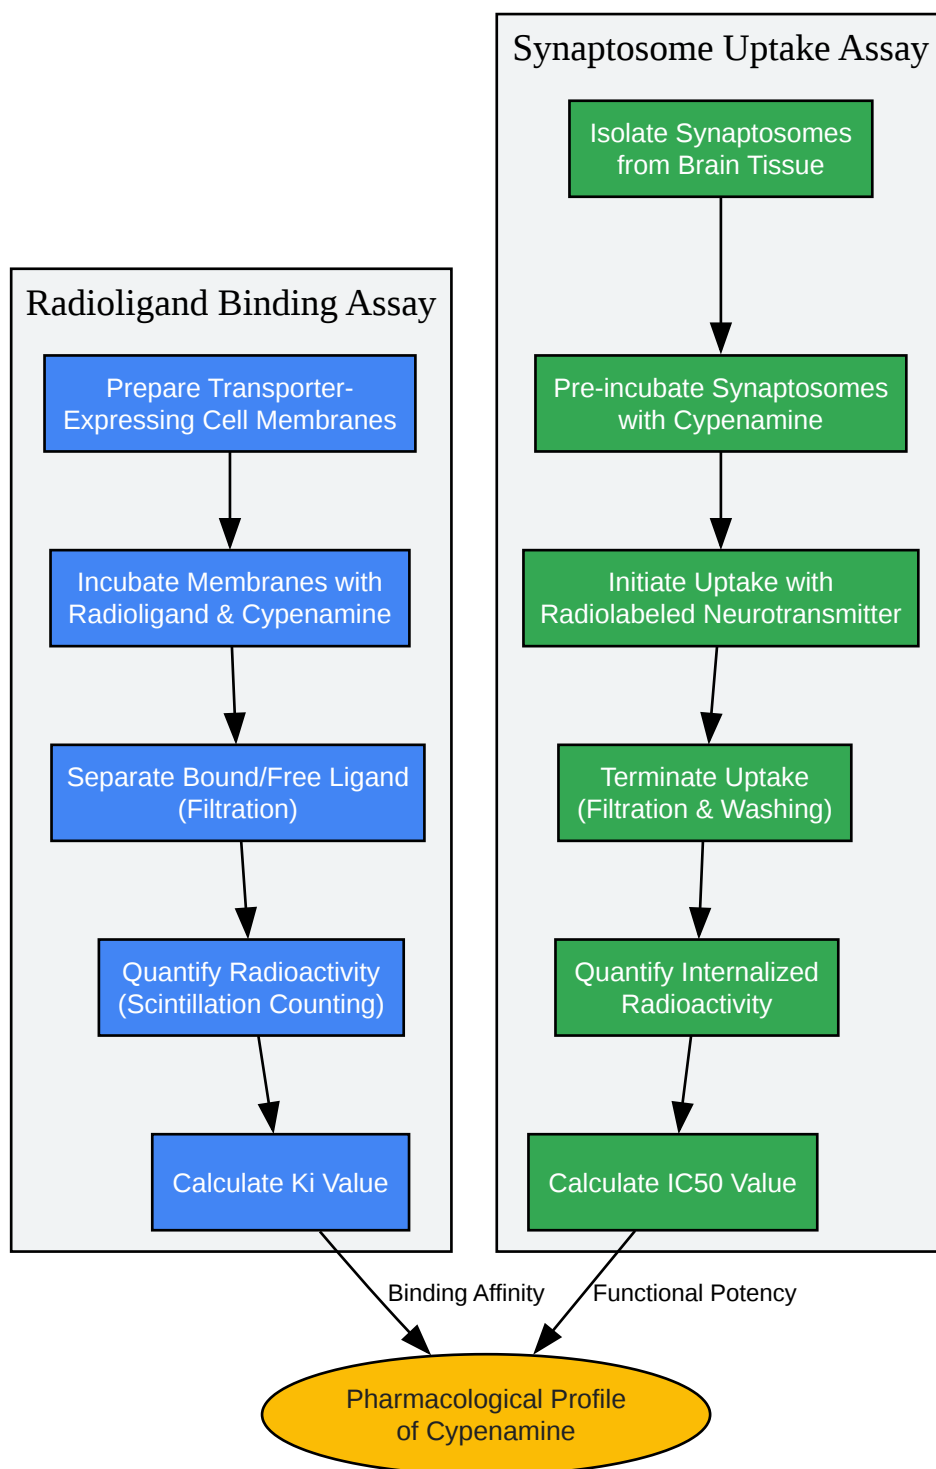 Radioligand Binding Assay
Prepare Transporter-
Expressing Cell Membranes
Incubate Membranes with
Radioligand & Cypenamine
Separate Bound/Free Ligand
(Filtration)
Quantify Radioactivity
(Scintillation Counting)
Calculate Ki Value
Synaptosome Uptake Assay
Isolate Synaptosomes
from Brain Tissue
Pre-incubate Synaptosomes
with Cypenamine
Initiate Uptake with
Radiolabeled Neurotransmitter
Terminate Uptake
(Filtration & Washing)
Quantify Internalized
Radioactivity
Calculate IC50 Value
Binding Affinity
Functional Potency
Pharmacological Profile
of Cypenamine